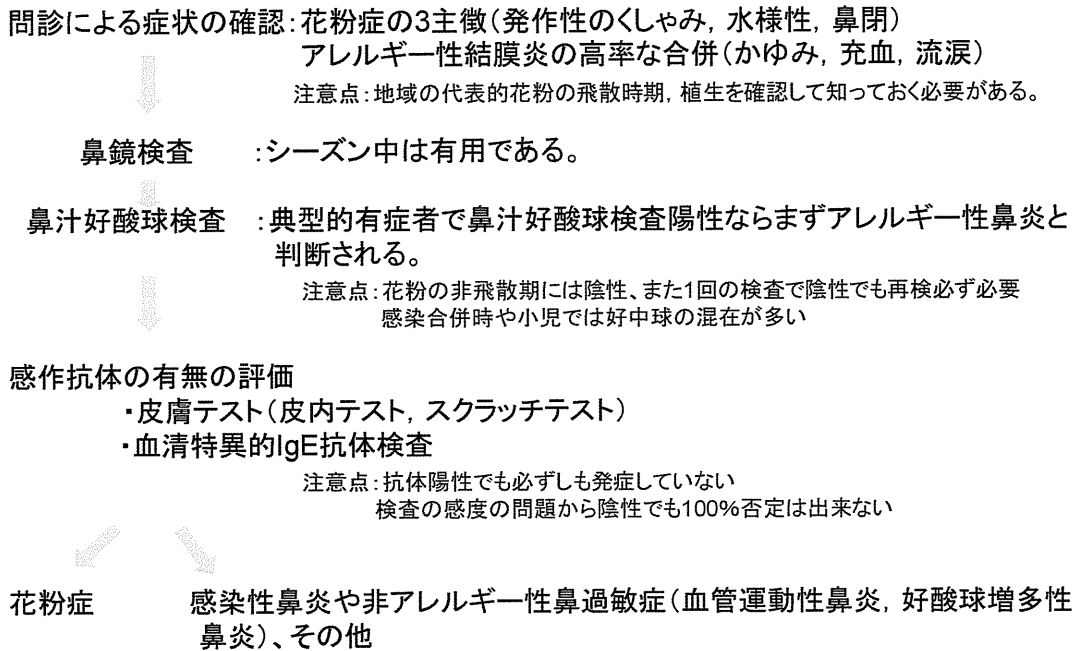 問診による症状の確認:花粉症の3主徴(発作性のくしゃみ, 水様性, 鼻閉)
アレルギー性結膜炎の高率な合併(かゆみ, 充血, 流涙)
注意点:地域の代表的花粉の飛散時期, 植生を確認して知っておく必要がある。
鼻鏡検査 :シーズン中は有用である。
鼻汁好酸球検査 :典型的有症者で鼻汁好酸球検査陽性ならまずアレルギー性鼻炎と
判断される。
注意点:花粉の非飛散期には陰性、また1回の検査で陰性でも再検必ず必要
感染合併時や小児では好中球の混在が多い
感作抗体の有無の評価
・皮膚テスト(皮内テスト, スクラッチテスト)
・血清特異的IgE抗体検査
注意点:抗体陽性でも必ずしも発症していない
検査の感度の問題から陰性でも100%否定は出来ない
花粉症 感染性鼻炎や非アレルギー性鼻過敏症(血管運動性鼻炎, 好酸球増多性
鼻炎)、その他